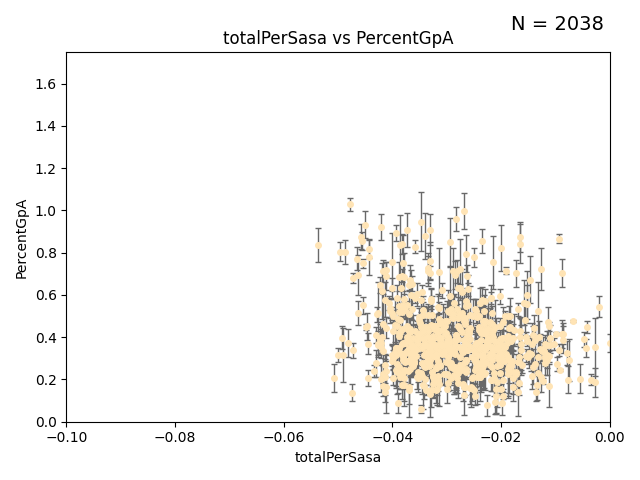 N = 2038
totalPerSasa vs PercentGpA
PercentGpA
1.6
1.4
1.2
1.0
0.8
0.6
0.4
0.2
0.0
−0.10 −0.08 −0.06 −0.04 −0.02 0.00
totalPerSasa